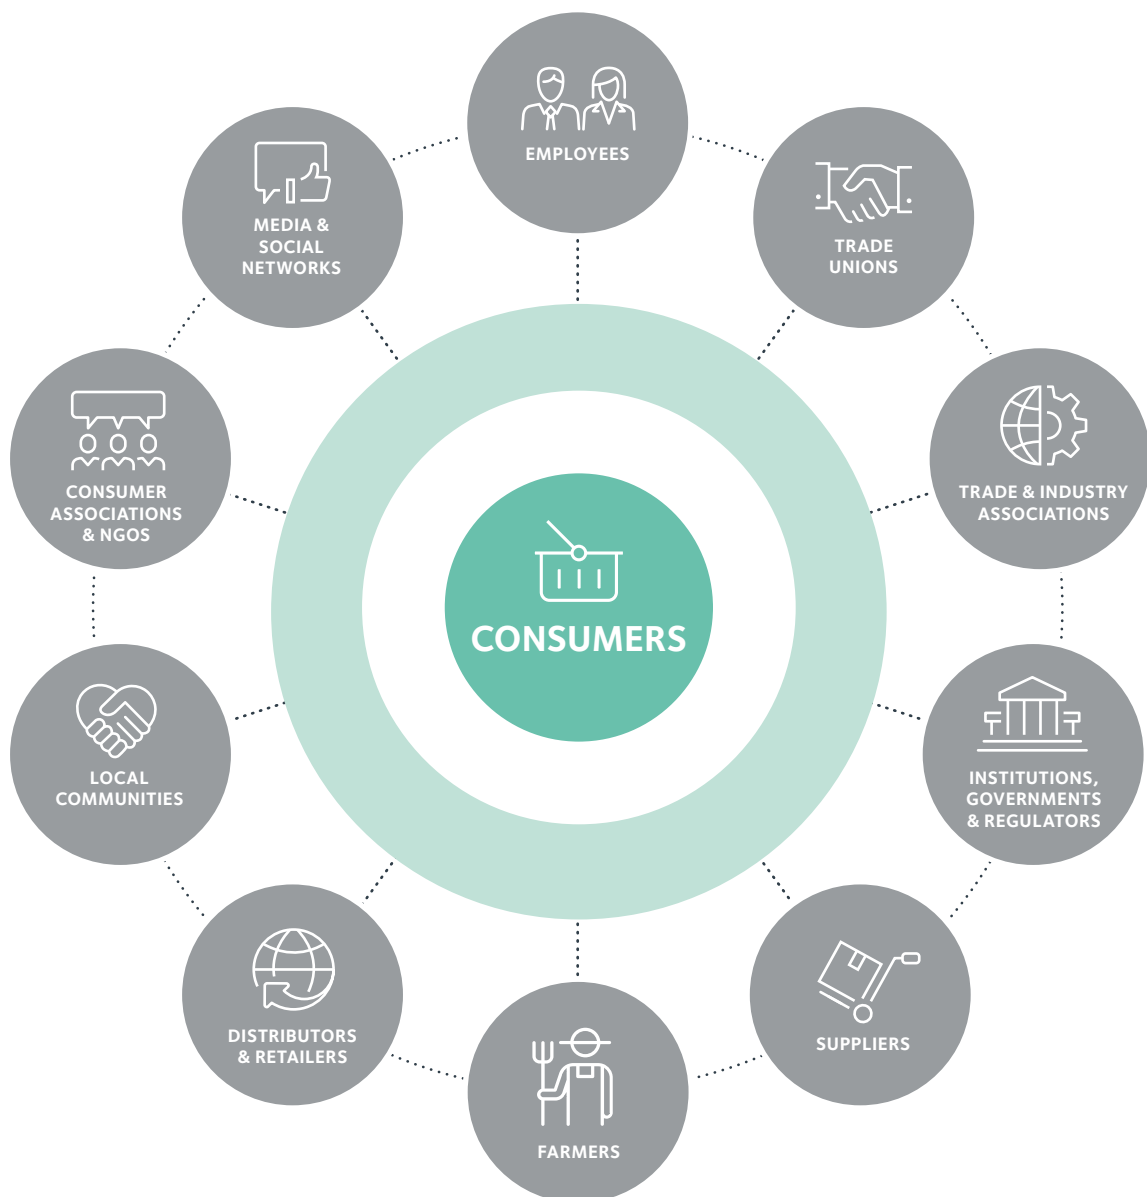 EMPLOYEES
TRADE
UNIONS
TRADE & INDUSTRY
ASSOCIATIONS
INSTITUTIONS,
GOVERNMENTS
& REGULATORS
SUPPLIERS
FARMERS
DISTRIBUTORS
& RETAILERS
LOCAL
COMMUNITIES
CONSUMER
ASSOCIATIONS
& NGOS
MEDIA &
SOCIAL
NETWORKS
CONSUMERS